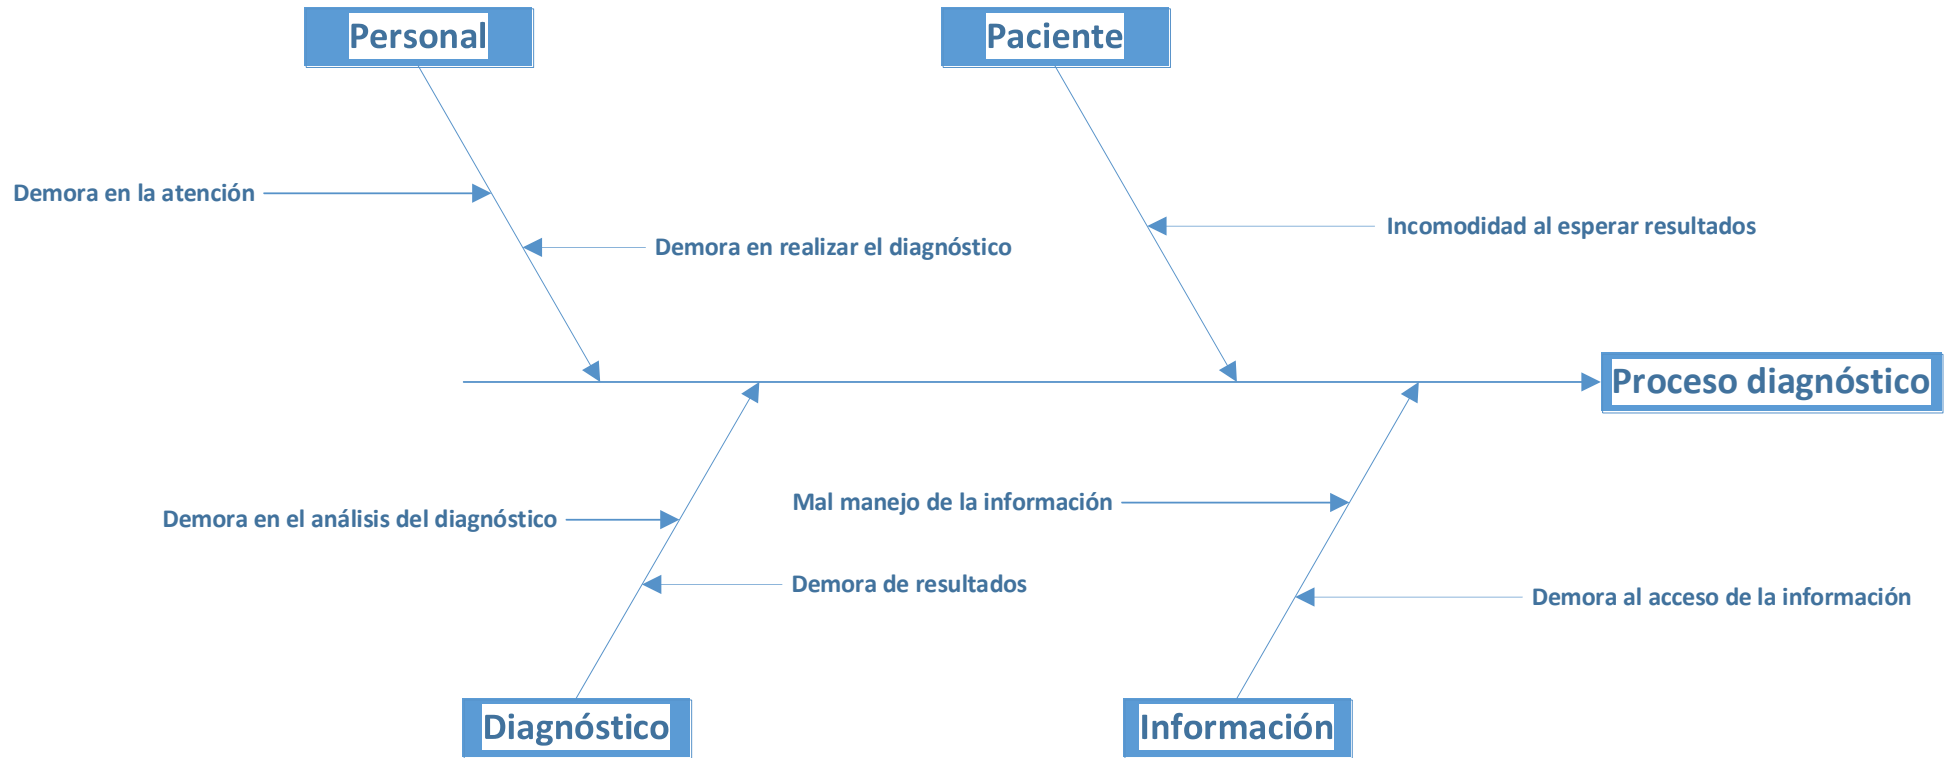 Personal
Paciente
Demora en la atención
Incomodidad al esperar resultados
Demora en realizar el diagnóstico
Proceso diagnóstico
Mal manejo de la información
Demora en el análisis del diagnóstico
Demora de resultados
Demora al acceso de la información
Diagnóstico
Información